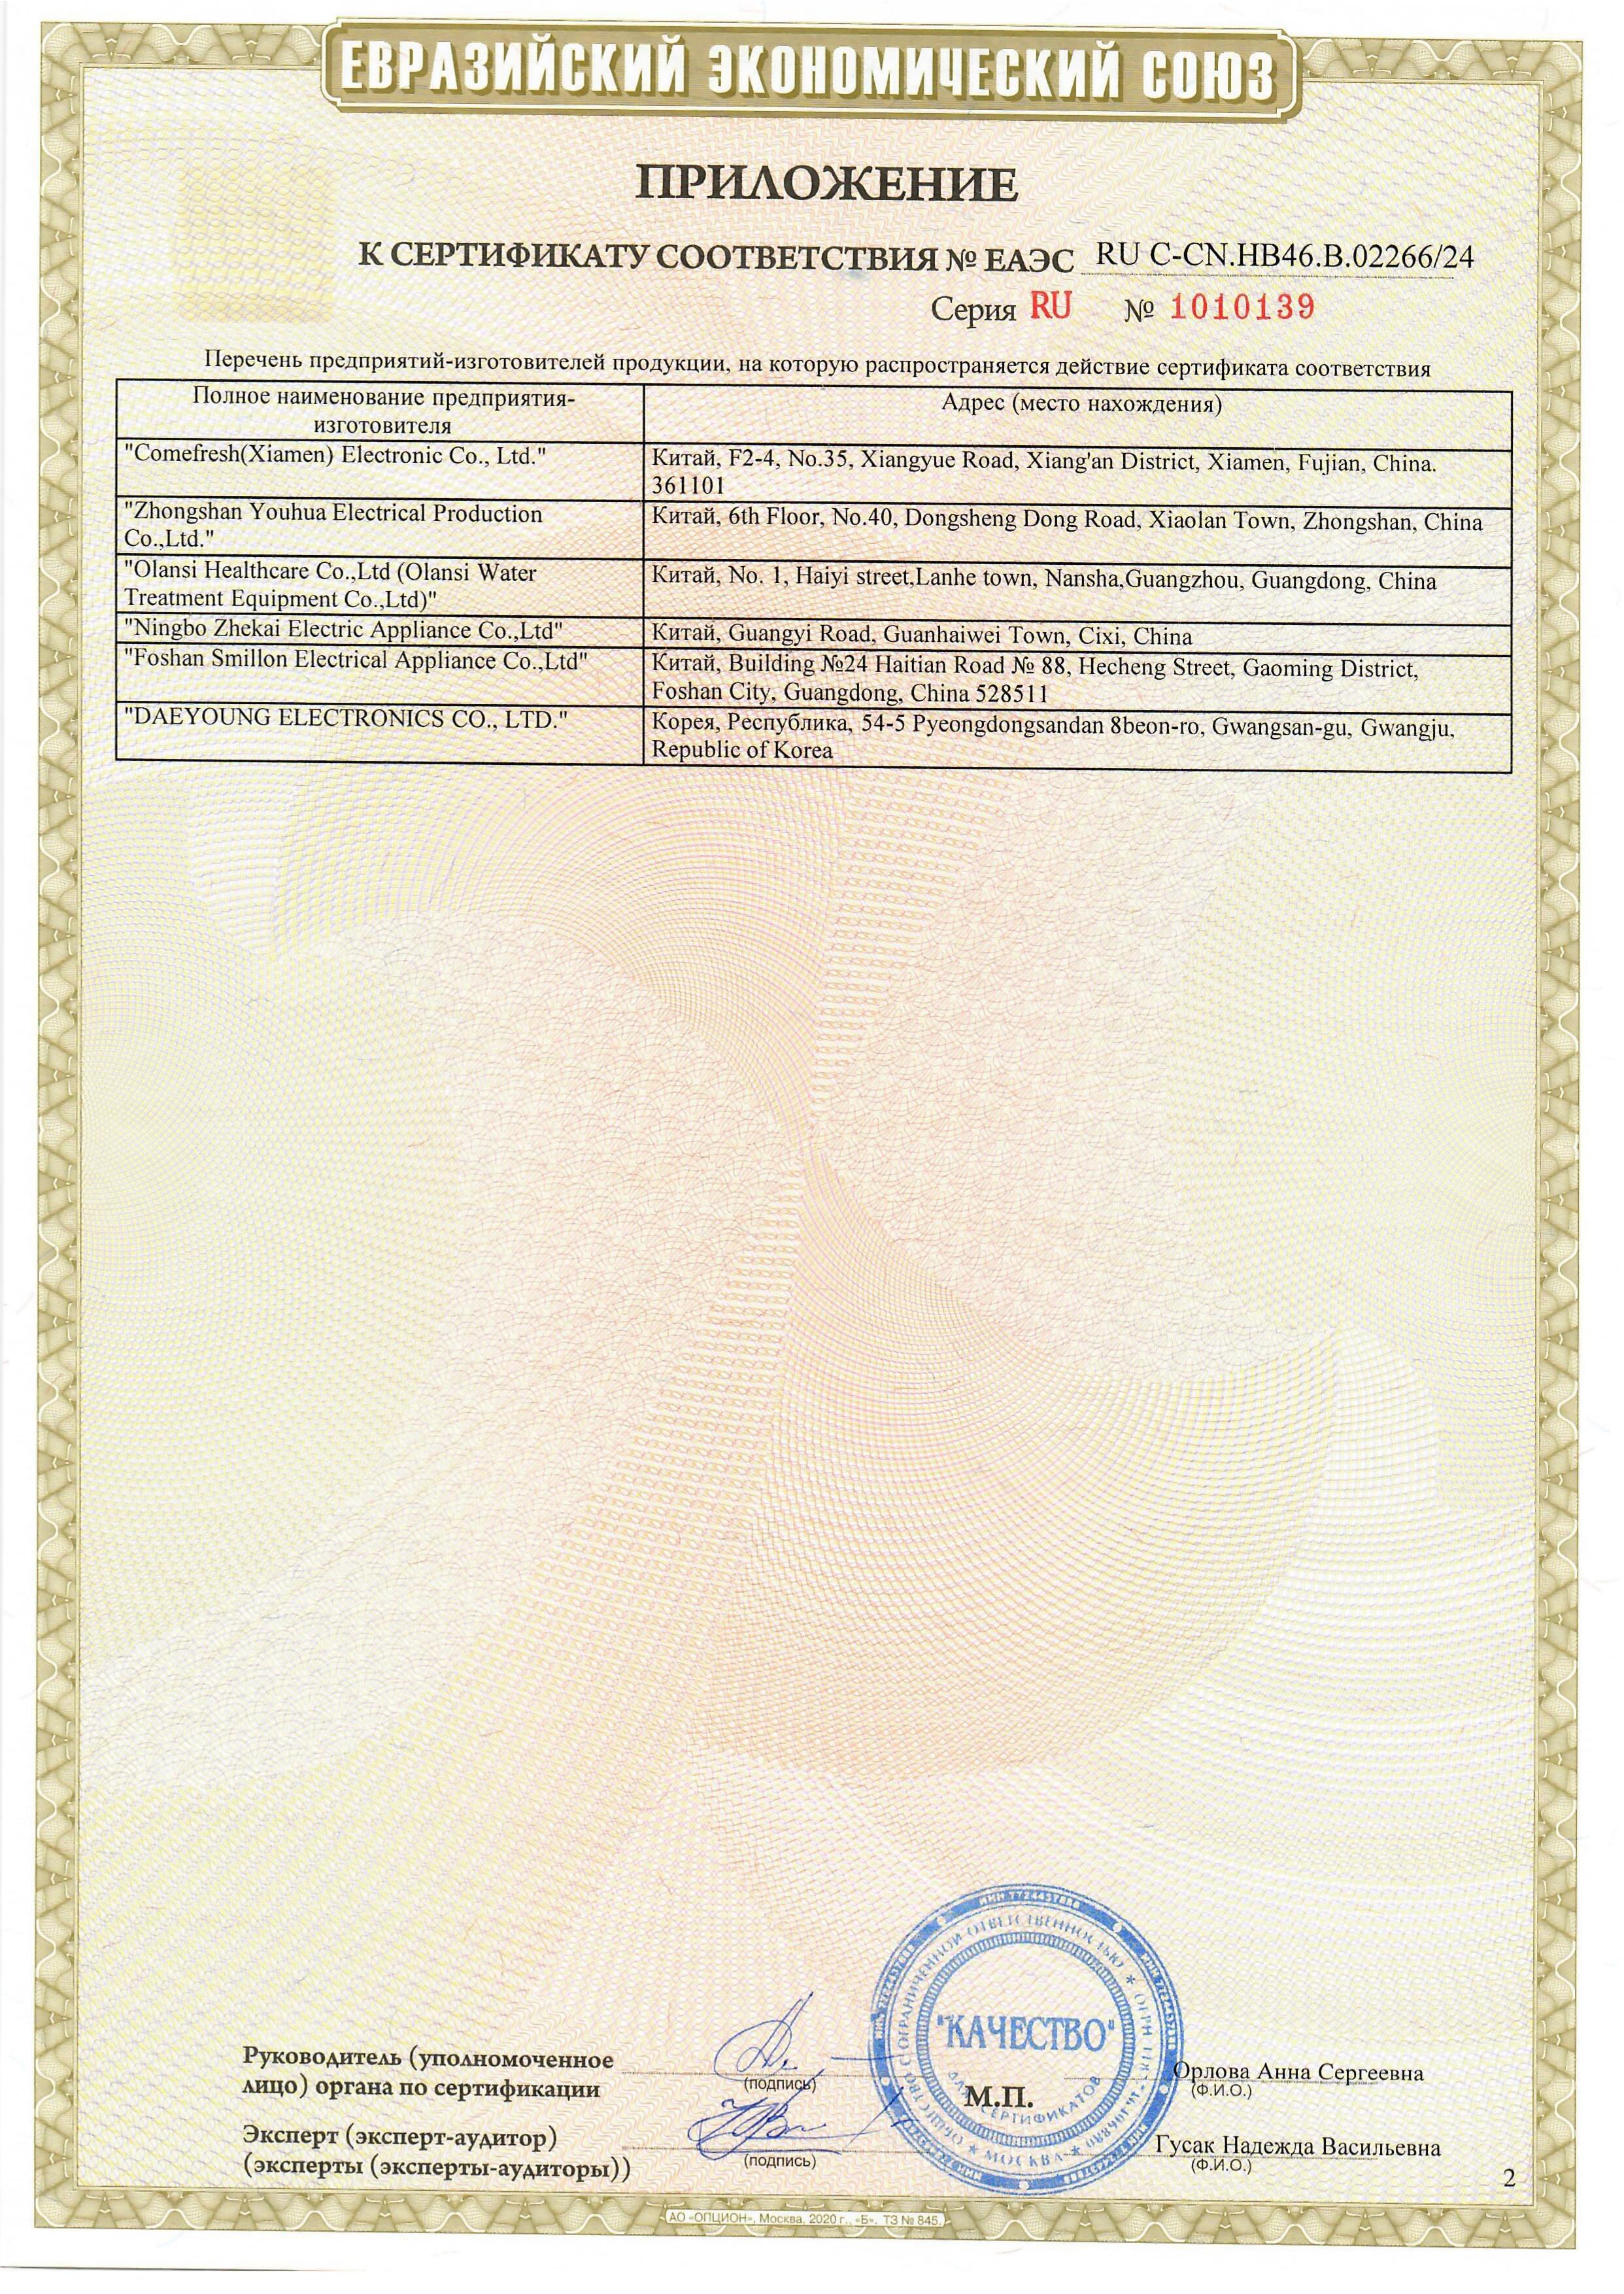 ЕВРАЗИЙСКИЙ ЭКОНОМИЧЕСКИЙ СОЮЗ
ПРИЛОЖЕНИЕ
К СЕРТИФИКАТУ СООТВЕТСТВИЯ № ЕАЭС RU С-CN.НВ46.В.02266/24
Серия RU № 1010139
Перечень предприятий-изготовителей продукции, на которую распространяется действие сертификата соответствия
Полное наименование предприятия-
изготовителя
Адрес (место нахождения)
"Comefresh(Xiamen) Electronic Co., Ltd."
Китай, F2-4, No.35, Xiangyue Road, Xiang'an District, Xiamen, Fujian, China.
361101
"Zhongshan Youhua Electrical Production
Co.,Ltd."
Китай, 6th Floor, No.40, Dongsheng Dong Road, Xiaolan Town, Zhongshan, China
"Olansi Healthcare Co.,Ltd (Olansi Water
Treatment Equipment Co.,Ltd)"
Китай, No. 1, Haiyi street,Lanhe town, Nansha,Guangzhou, Guangdong, China
"Ningbo Zhekai Electric Appliance Co.,Ltd"
Китай, Guangyi Road, Guanhaiwei Town, Cixi, China
"Foshan Smillon Electrical Appliance Co.,Ltd"
Китай, Building №24 Haitian Road № 88, Hecheng Street, Gaoming District,
Foshan City, Guangdong, China 528511
"DAEYOUNG ELECTRONICS CO., LTD."
Корея, Республика, 54-5 Pyeongdongsandan 8beon-ro, Gwangsan-gu, Gwangju,
Republic of Korea
Руководитель (уполномоченное
лицо) органа по сертификации
(подпись)
Орлова Анна Сергеевна
(Ф.И.О.)
М.П.
Эксперт (эксперт-аудитор)
(эксперты (эксперты-аудиторы))
(подпись)
Гусак Надежда Васильевна
(Ф.И.О.)
ОБЩЕСТВО С ОГРАНИЧЕННОЙ ОТВЕТСТВЕННОСТЬЮ
"КАЧЕСТВО"
ДЛЯ СЕРТИФИКАТОВ
* МОСКВА *
2
АО «ОПЦИОН», Москва, 2020 г., «Б». ТЗ № 845.